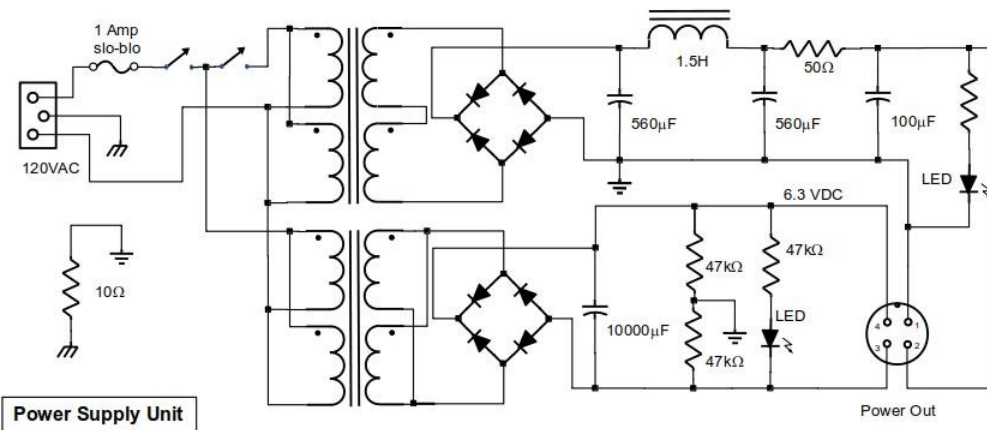 1 Amp
slo-blo
120VAC
10Ω
Power Supply Unit
1.5H
50Ω
560µF
560µF
100µF
LED
6.3 VDC
47kΩ
47kΩ
47kΩ
LED
10000µF
4
1
3
2
Power Out